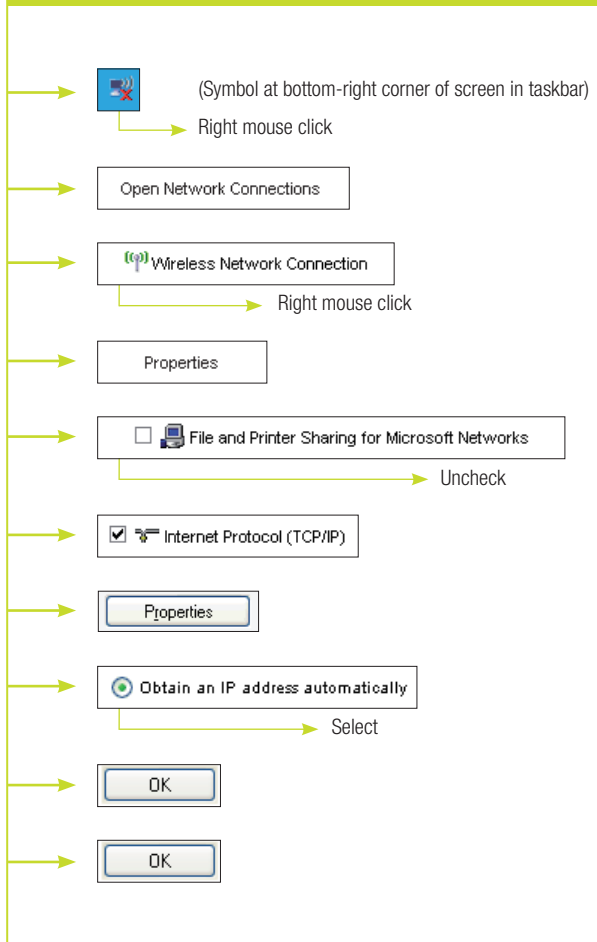 (Symbol at bottom-right corner of screen in taskbar)
Right mouse click
Open Network Connections
Wireless Network Connection
Right mouse click
Properties
File and Printer Sharing for Microsoft Networks
Uncheck
Internet Protocol (TCP/IP)
Properties
Obtain an IP address automatically
Select
OK
OK